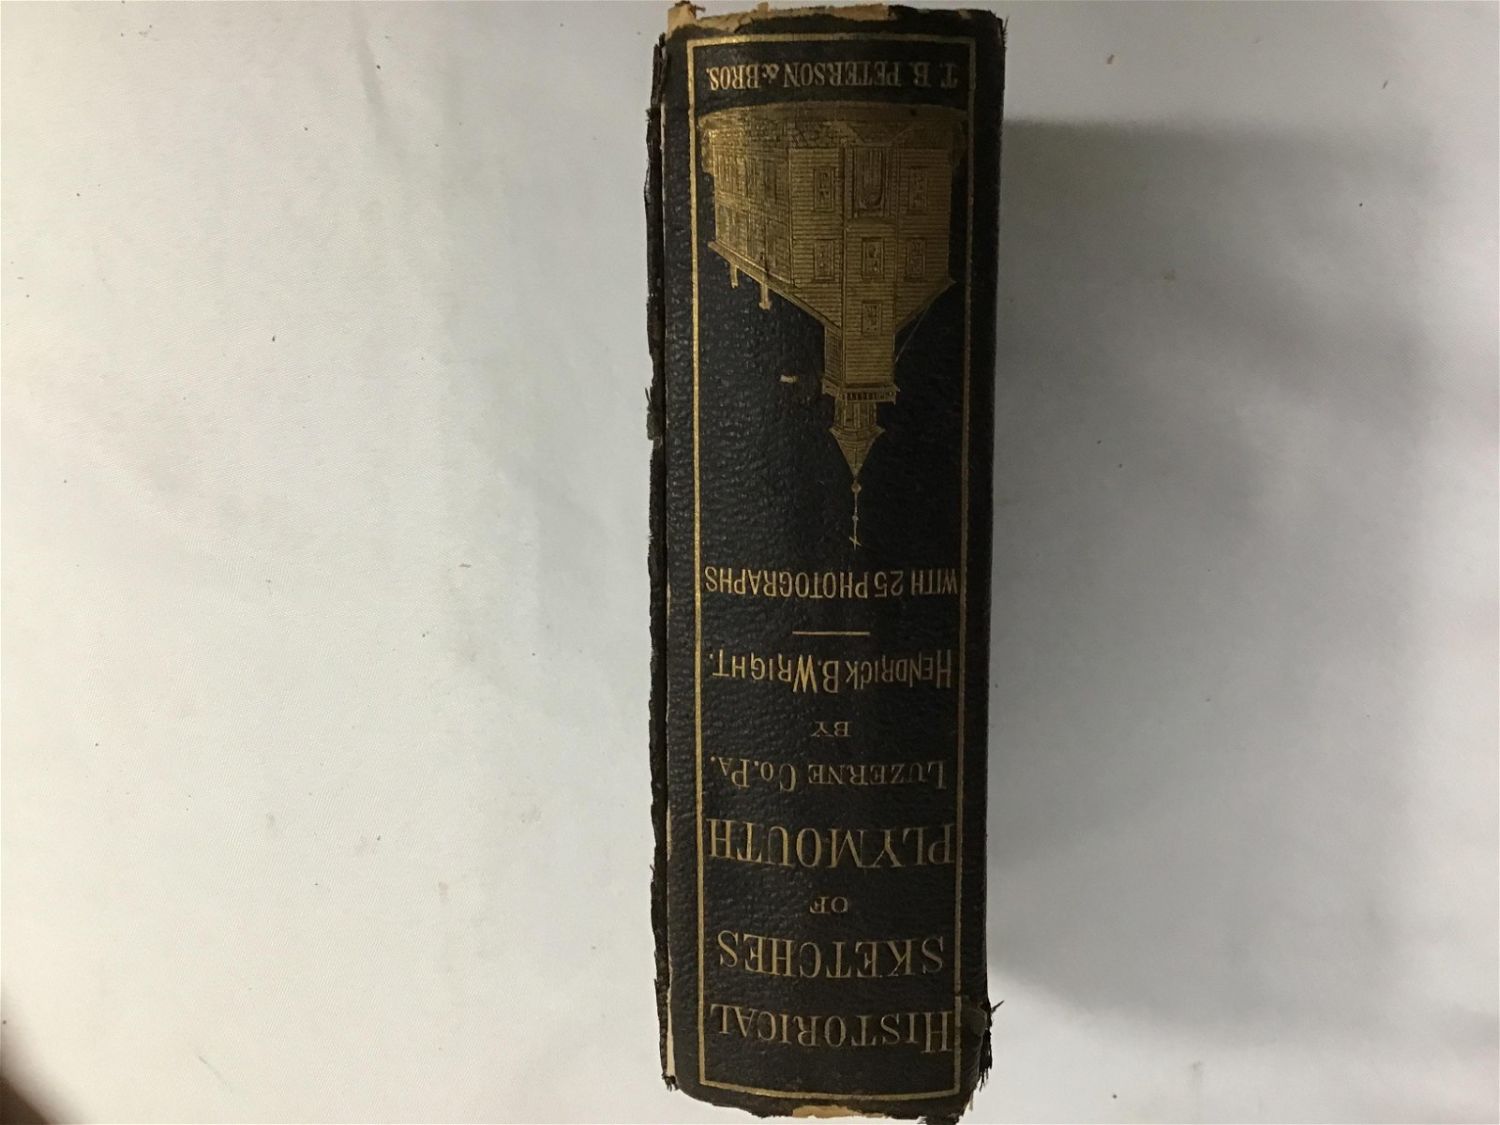 HISTORICAL
SKETCHES
OF
PLYMOUTH
LUZERNE CO. PA.
BY
HENDRICK B. WRIGHT.
WITH 25 PHOTOGRAPHS
T. B. PETERSON & BROS.